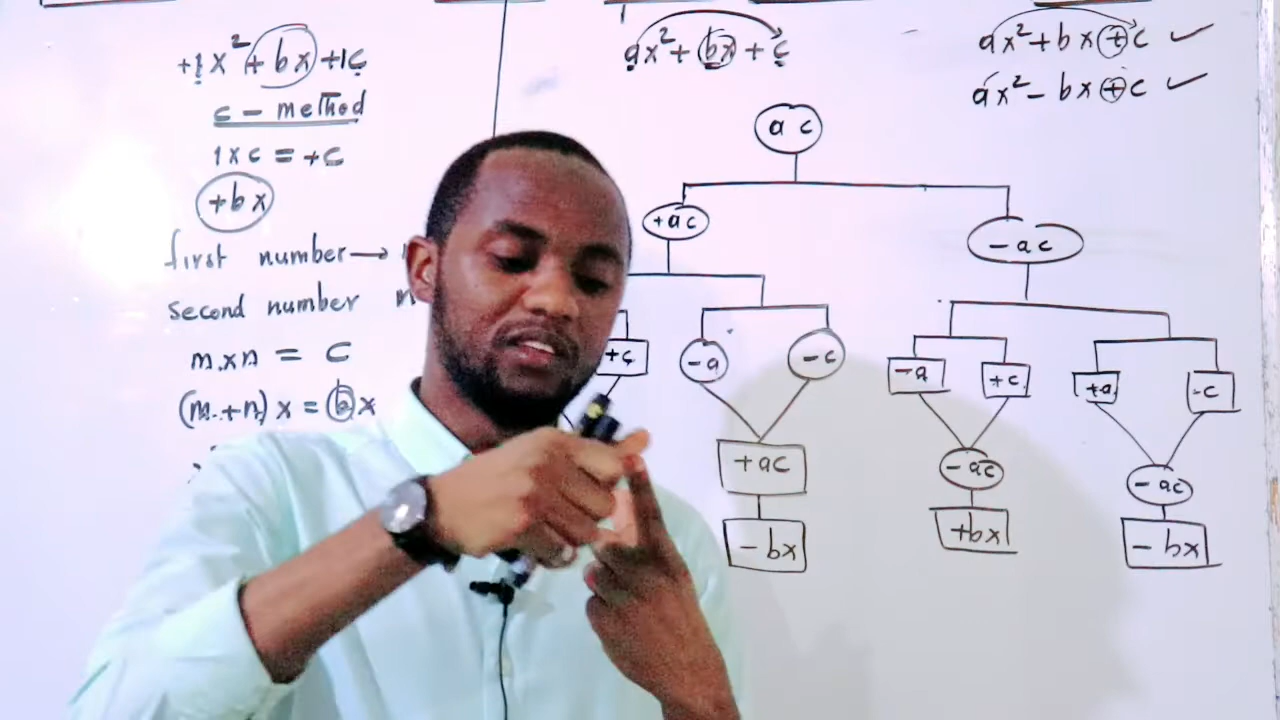 +1x² + bx + 1c
c – method
1 x c = +c
+bx
first number →
second number
m x n = c
(m + n) x = bx
ax² + bx + c
ax² + bx + c ✓
ax² – bx + c ✓
ac
+ac
–ac
+c
–a
–c
–a
+c
+a
-c
+ac
–ac
–ac
–bx
+bx
–bx